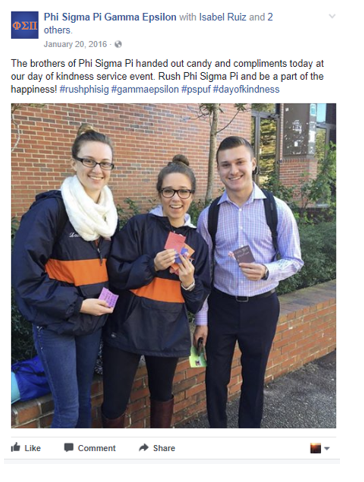 ΦΣΠ
Phi Sigma Pi Gamma Epsilon with Isabel Ruiz and 2
others.
January 20, 2016 ·
The brothers of Phi Sigma Pi handed out candy and compliments today at
our day of kindness service event. Rush Phi Sigma Pi and be a part of the
happiness! #rushphisig #gammaepsilon #pspuf #dayofkindness
Like Comment Share